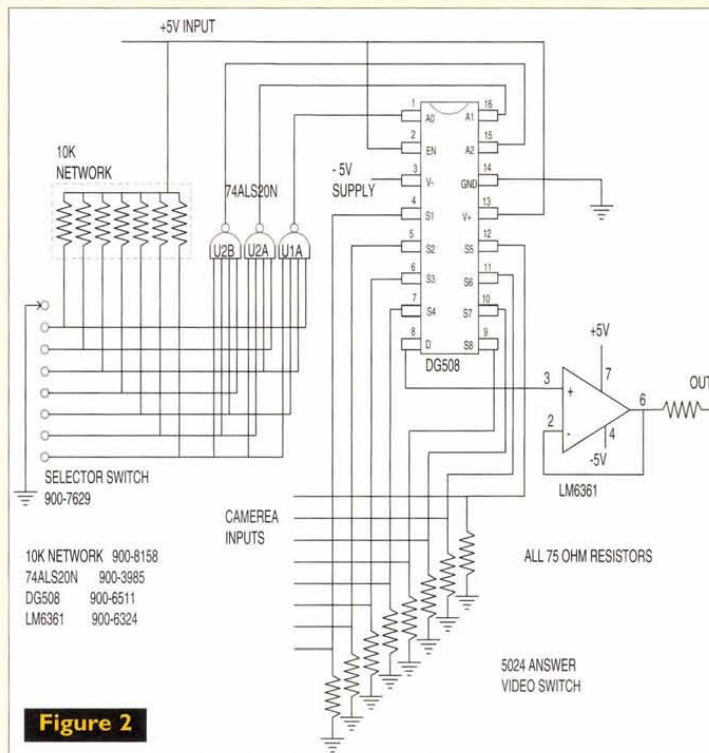 +5V INPUT
10K
NETWORK
74ALS20N
U2B
U2A
U1A
- 5V
SUPPLY
1
2
3
4
5
6
7
8
A0
EN
V-
S1
S2
S3
S4
D
A1
A2
GND
V+
S5
S6
S7
S8
16
15
14
13
12
11
10
9
DG508
+5V
7
3
+
2
-
6
4
-5V
OUT
LM6361
SELECTOR SWITCH
900-7629
CAMEREA
INPUTS
10K NETWORK 900-8158
74ALS20N 900-3985
DG508 900-6511
LM6361 900-6324
ALL 75 OHM RESISTORS
5024 ANSWER
VIDEO SWITCH
Figure 2